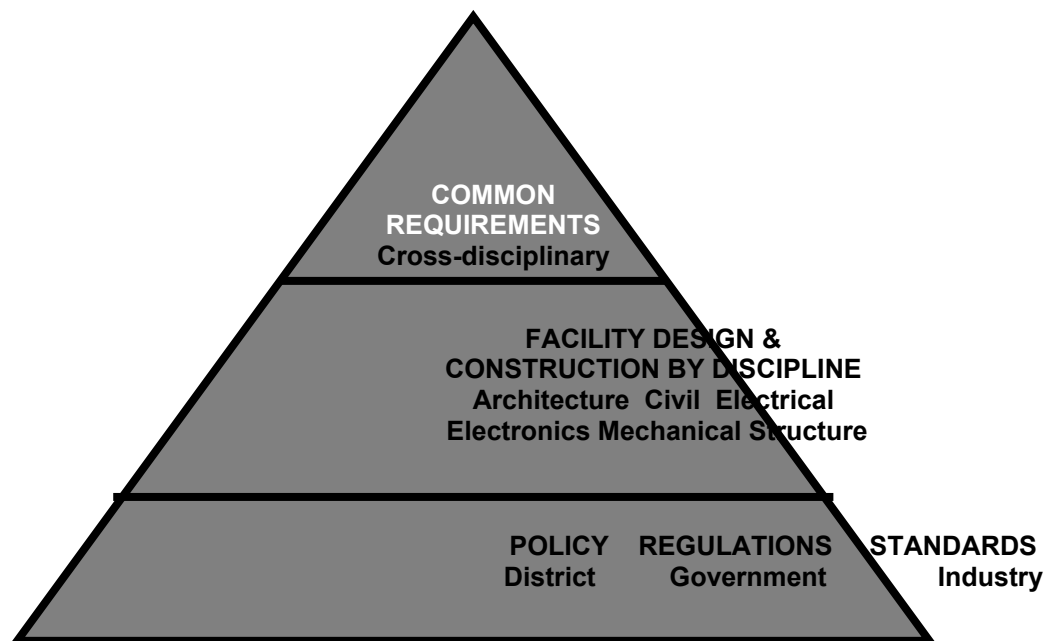 COMMON
REQUIREMENTS
Cross-disciplinary
FACILITY DESIGN &
CONSTRUCTION BY DISCIPLINE
Architecture Civil Electrical
Electronics Mechanical Structure
POLICY REGULATIONS STANDARDS
District Government Industry